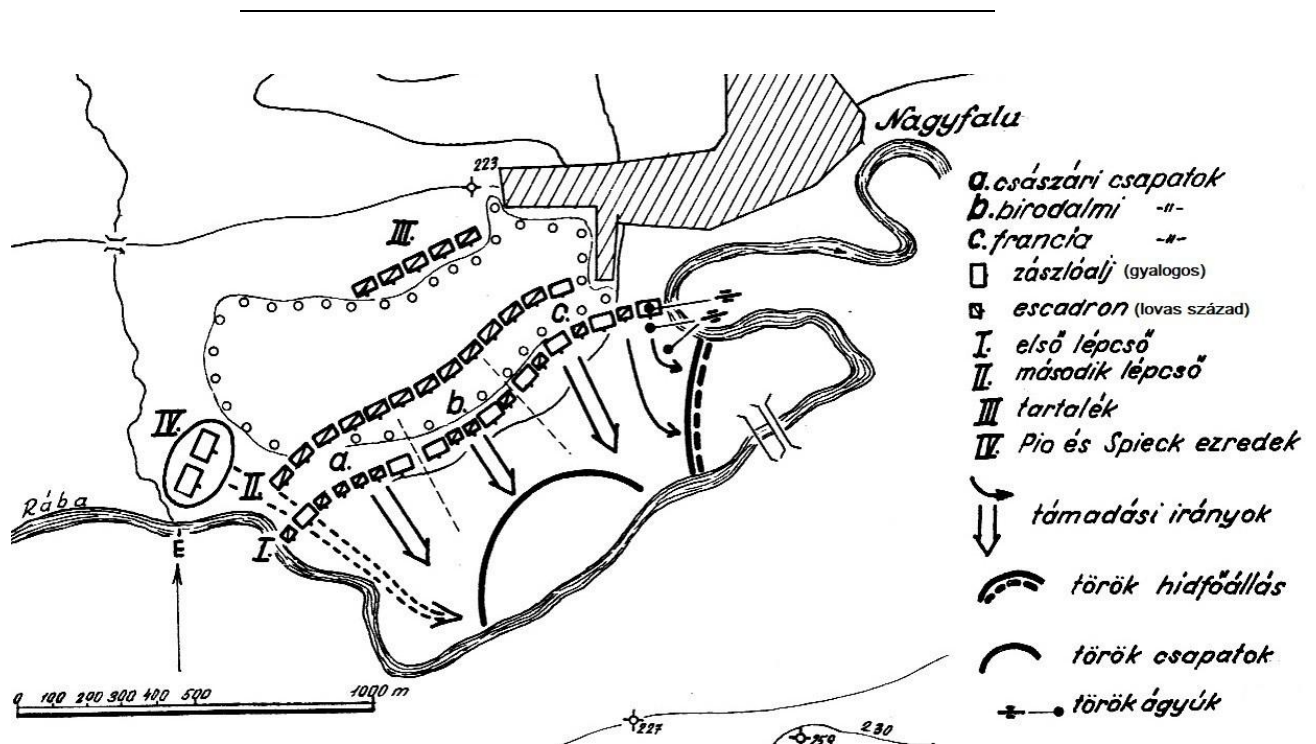 Nagyfalu
223
III.
c.
b.
IV.
a.
II.
Rába
I.
E
0 100 200 300 400 500 1000 m
227
259
230
a. császári csapatok
b. birodalmi -"-
c. francia -"-
zászlóalj (gyalogos)
escadron (lovas század)
I. első lépcső
II. második lépcső
III tartalék
IV. Pio és Spieck ezredek
támadási irányok
török hidfőállás
török csapatok
török ágyúk